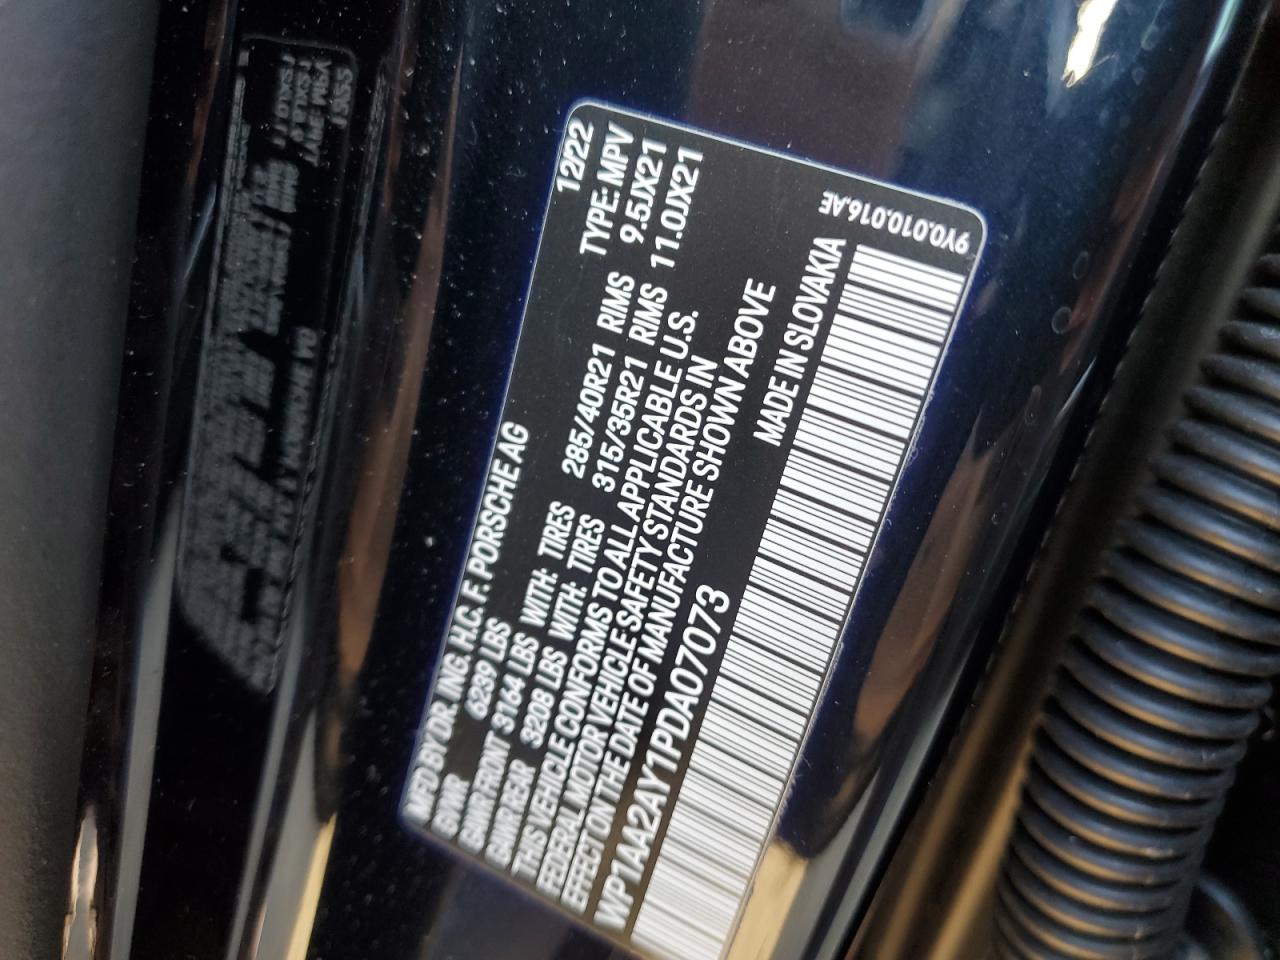 MFD BY DR. ING. H.C. F. PORSCHE AG 12/22
GVWR 6239 LBS TYPE: MPV
GAWR FRONT 3164 LBS WITH: TIRES 285/40R21 RIMS 9.5JX21
GAWR REAR 3208 LBS WITH: TIRES 315/35R21 RIMS 11.0JX21
THIS VEHICLE CONFORMS TO ALL APPLICABLE U.S.
FEDERAL MOTOR VEHICLE SAFETY STANDARDS IN
EFFECT ON THE DATE OF MANUFACTURE SHOWN ABOVE
WP1AA2AY1PDA07073 MADE IN SLOVAKIA
9Y0.010.016.AE